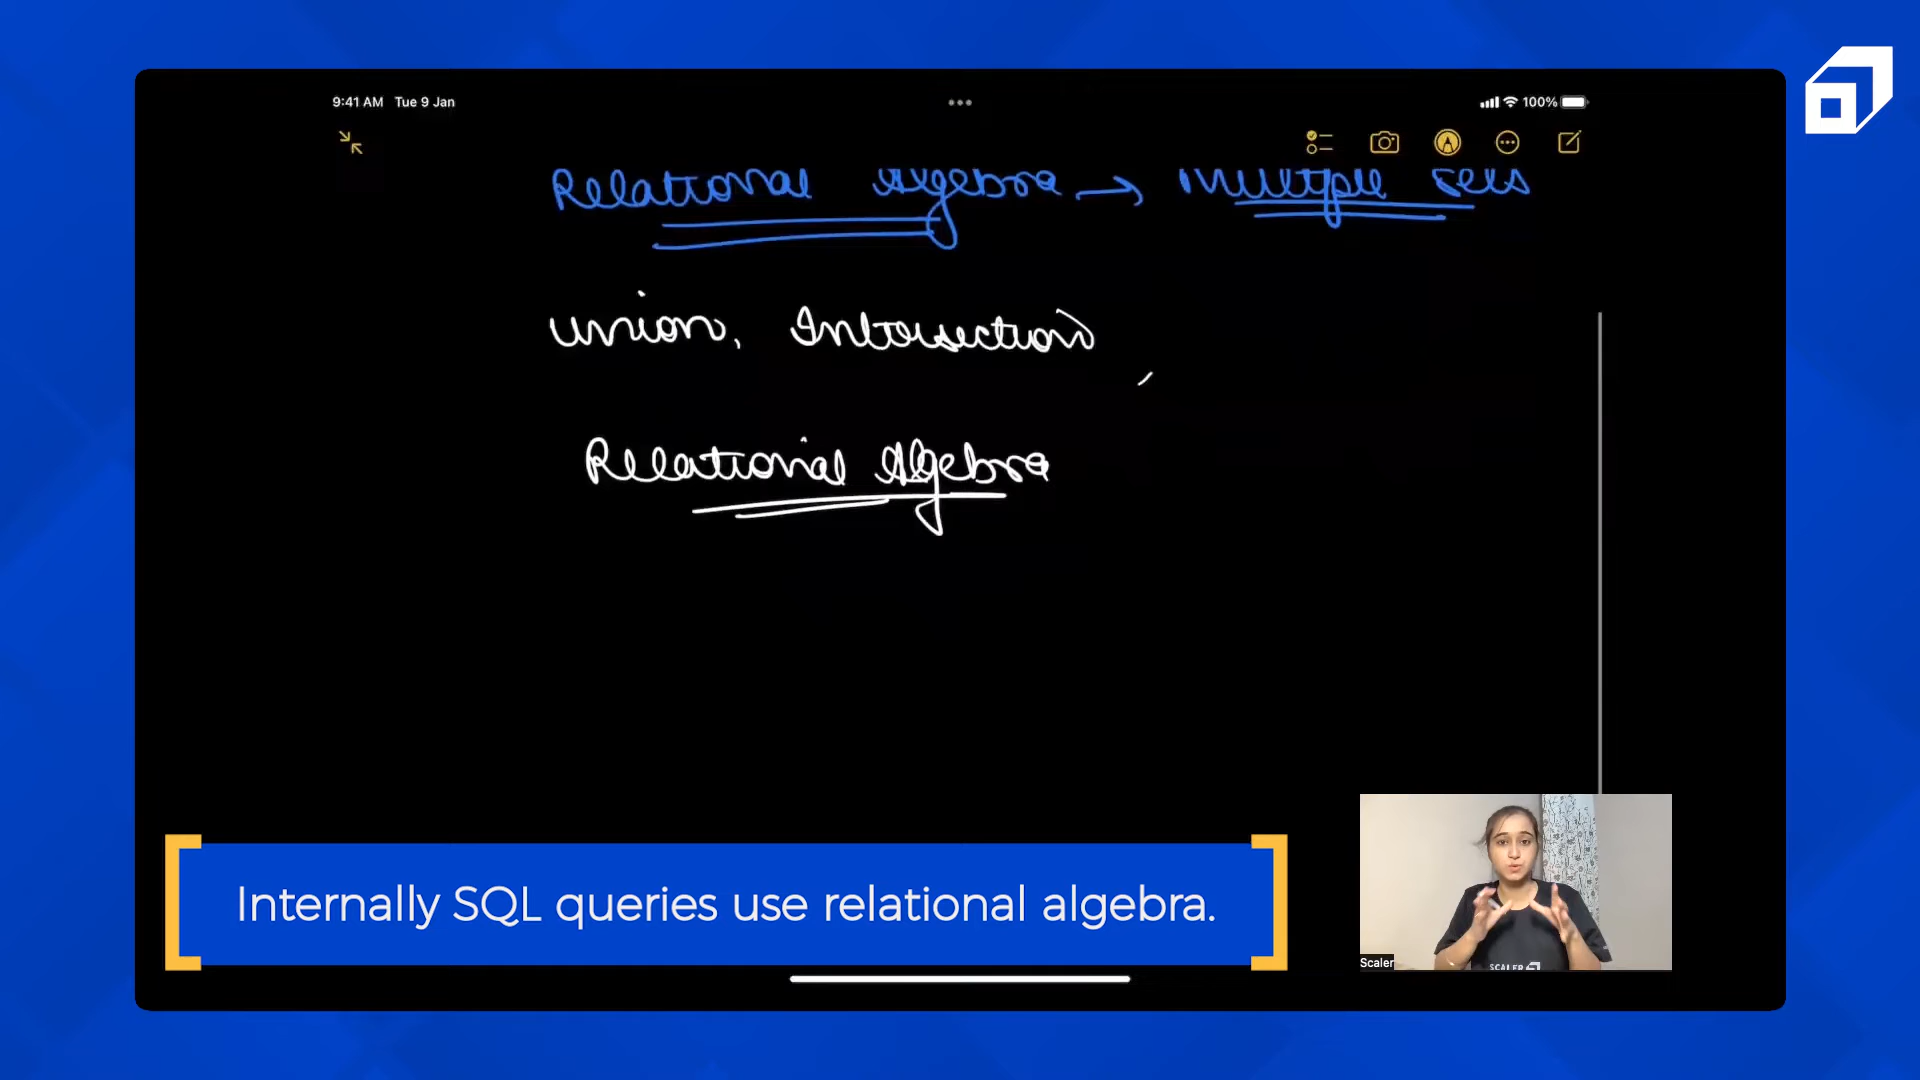 9:41 AM Tue 9 Jan
100%
Relational Algebra → Multiple sets
union, Intersection
Relational Algebra
Internally SQL queries use relational algebra.
SCALER
Scaler